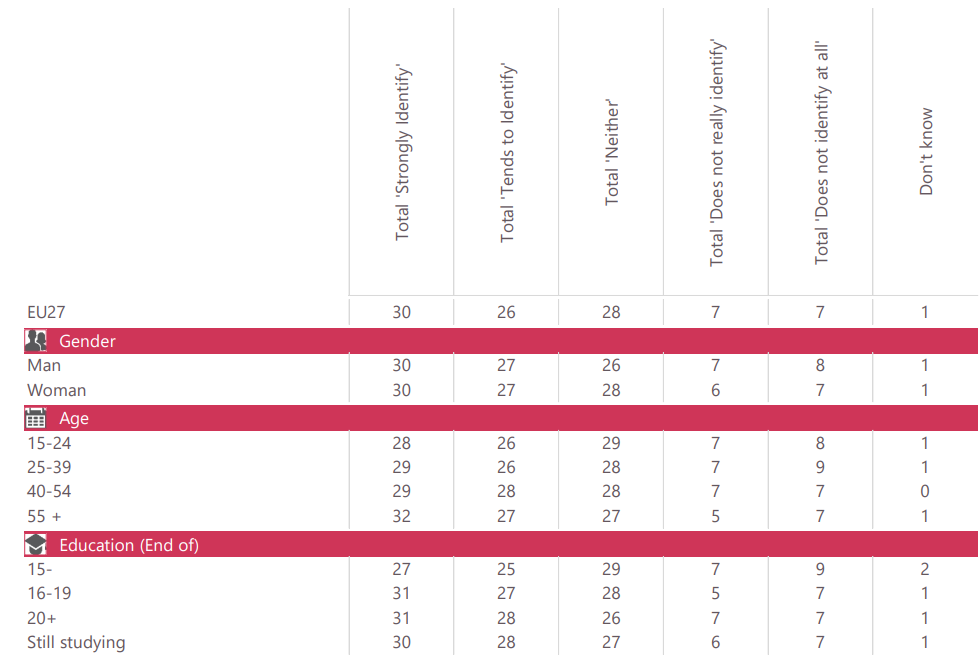 Total 'Strongly Identify'
Total 'Tends to Identify'
Total 'Neither'
Total 'Does not really identify'
Total 'Does not identify at all'
Don't know
EU27 30 26 28 7 7 1
Gender
Man 30 27 26 7 8 1
Woman 30 27 28 6 7 1
Age
15-24 28 26 29 7 8 1
25-39 29 26 28 7 9 1
40-54 29 28 28 7 7 0
55 + 32 27 27 5 7 1
Education (End of)
15- 27 25 29 7 9 2
16-19 31 27 28 5 7 1
20+ 31 28 26 7 7 1
Still studying 30 28 27 6 7 1